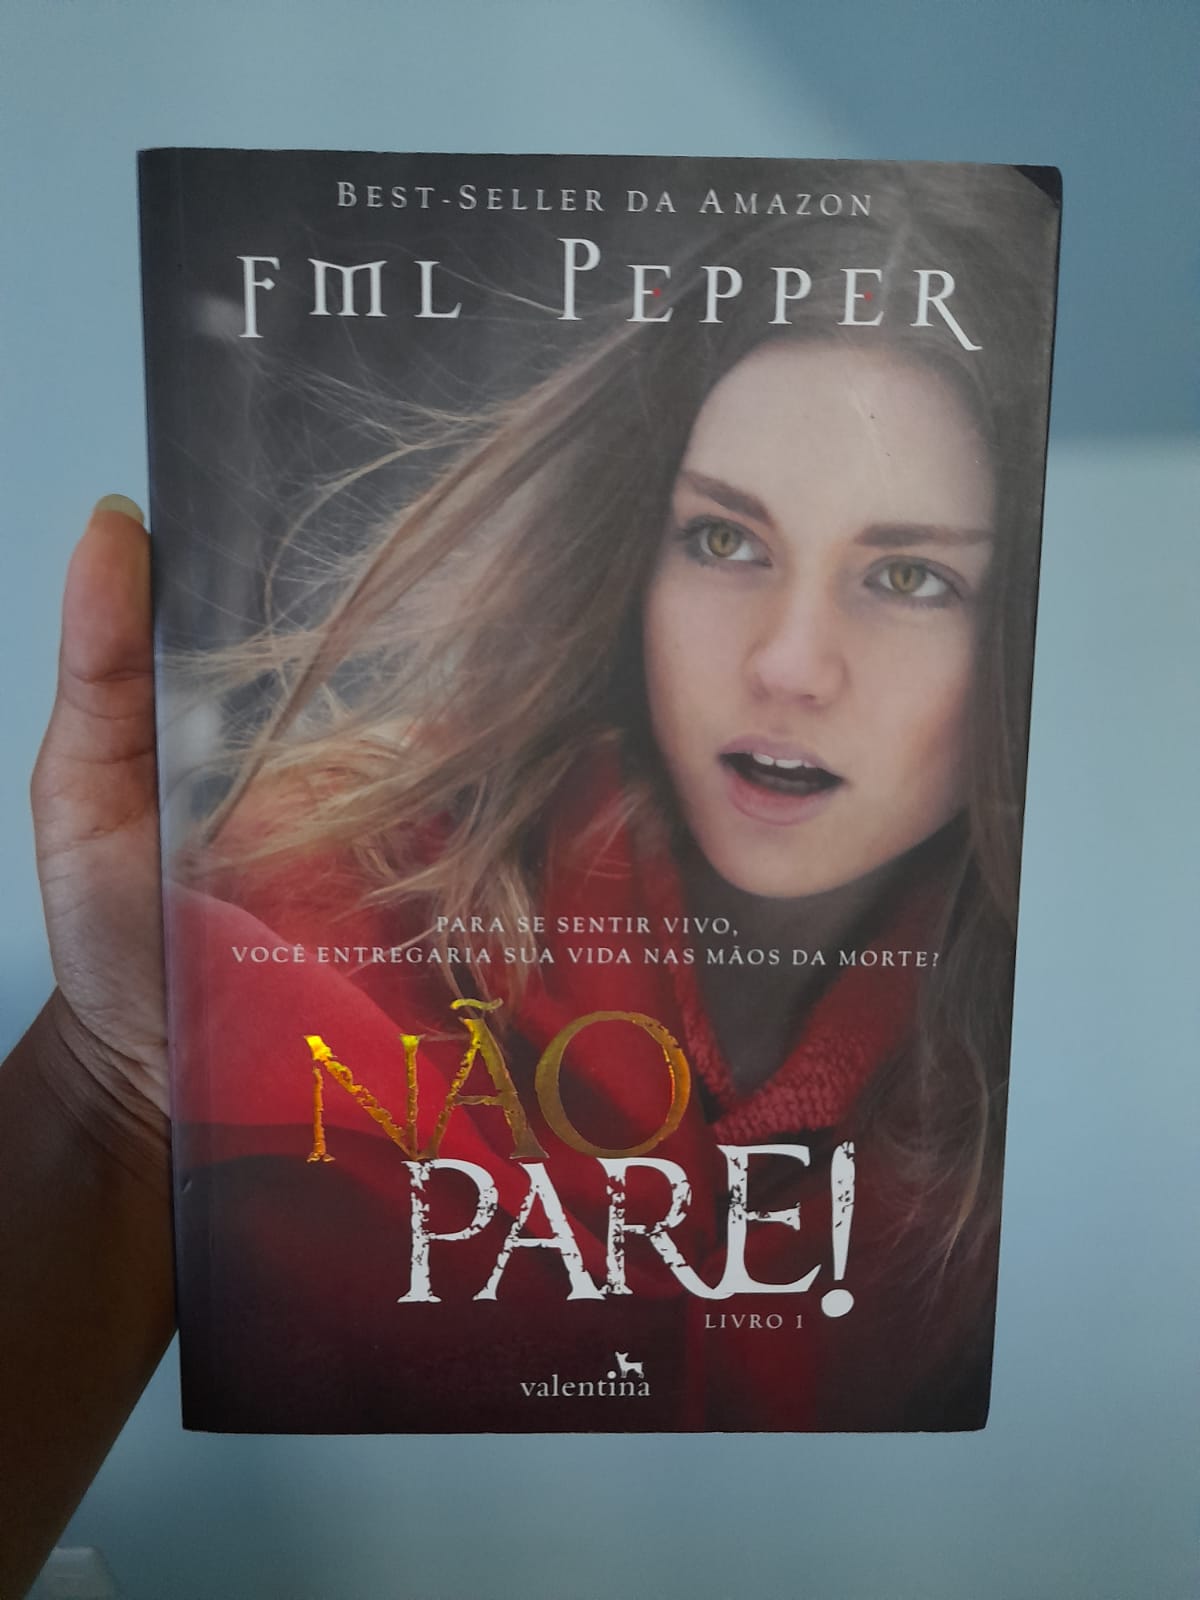 BEST-SELLER DA AMAZON
FML PEPPER
PARA SE SENTIR VIVO,
VOCÊ ENTREGARIA SUA VIDA NAS MÃOS DA MORTE?
NÃO
PARE!
LIVRO 1
valentina